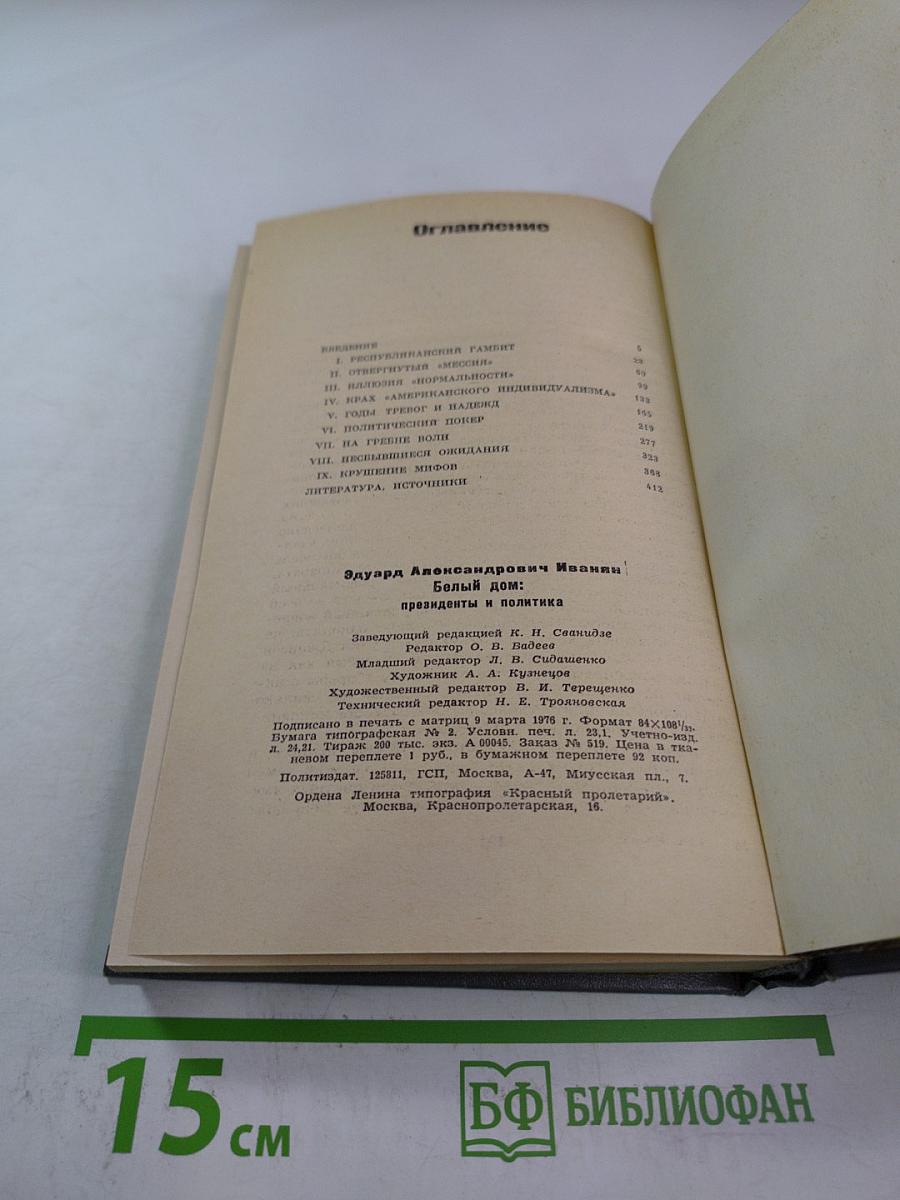 Оглавление
ВВЕДЕНИЕ 5
I. РЕСПУБЛИКАНСКИЙ ГАМБИТ 23
II. ОТВЕРГНУТЫЙ «МЕССИЯ» 69
III. ИЛЛЮЗИЯ «НОРМАЛЬНОСТИ» 99
IV. КРАХ «АМЕРИКАНСКОГО ИНДИВИДУАЛИЗМА» 133
V. ГОДЫ ТРЕВОГ И НАДЕЖД 165
VI. ПОЛИТИЧЕСКИЙ ПОКЕР 219
VII. НА ГРЕБНЕ ВОЛН 277
VIII. НЕСБЫВШИЕСЯ ОЖИДАНИЯ 323
IX. КРУШЕНИЕ МИФОВ 368
ЛИТЕРАТУРА. ИСТОЧНИКИ 412
Эдуард Александрович Иванян
Белый дом:
президенты и политика
Заведующий редакцией К. Н. Сванидзе
Редактор О. В. Вадеев
Младший редактор Л. В. Сидашенко
Художник А. А. Кузнецов
Художественный редактор В. И. Терещенко
Технический редактор Н. Е. Трояновская
Подписано в печать с матриц 9 марта 1976 г. Формат 84×108¹/₃₂.
Бумага типографская № 2. Условн. печ. л. 23,1. Учетно-изд.
л. 24,21. Тираж 200 тыс. экз. А 00045. Заказ № 519. Цена в тка-
невом переплете 1 руб., в бумажном переплете 92 коп.
Политиздат. 125811, ГСП, Москва, А-47, Миусская пл., 7.
Ордена Ленина типография «Красный пролетарий».
Москва, Краснопролетарская, 16.
15 см
БФ БИБЛИОФАН